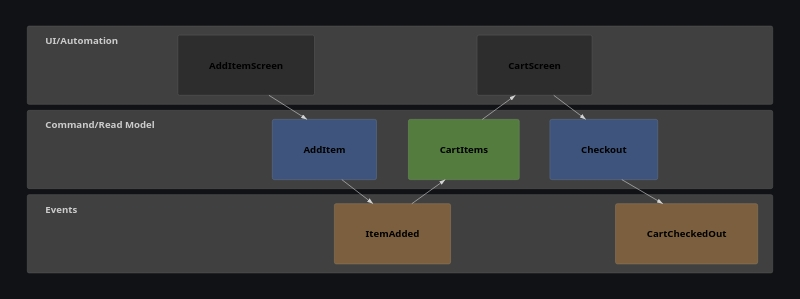 UI/Automation
AddItemScreen
CartScreen
Command/Read Model
AddItem
CartItems
Checkout
Events
ItemAdded
CartCheckedOut